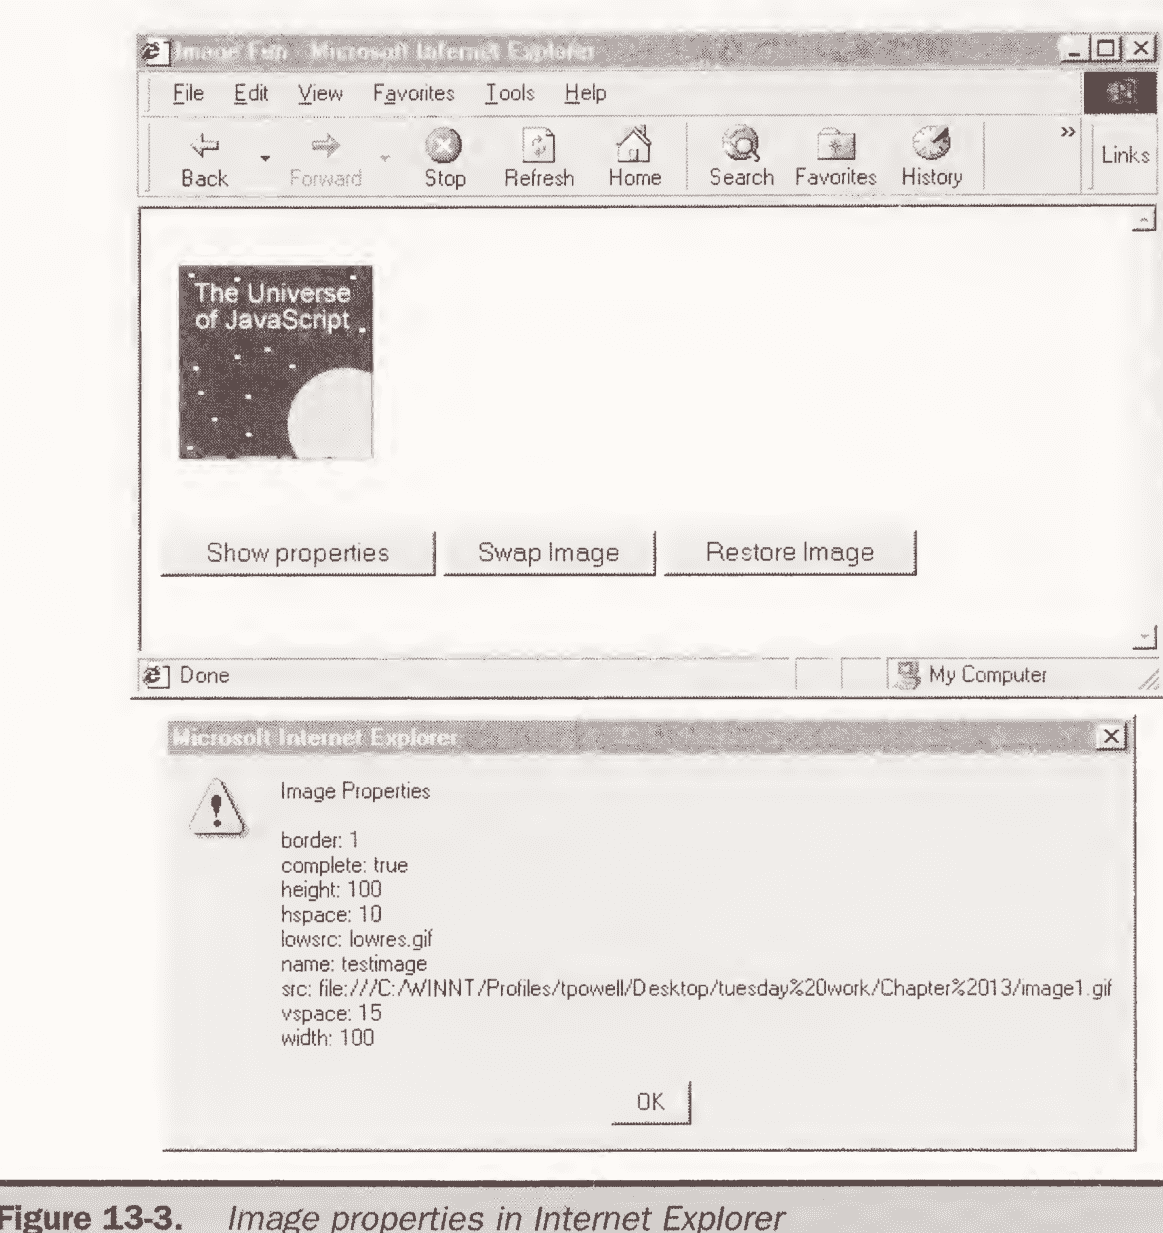 Image Fun - Microsoft Internet Explorer
File Edit View Favorites Tools Help
Back Forward Stop Refresh Home Search Favorites History » Links
The Universe
of JavaScript
Show properties Swap Image Restore Image
Done My Computer
Microsoft Internet Explorer
Image Properties
border: 1
complete: true
height: 100
hspace: 10
lowsrc: lowres.gif
name: testimage
src: file:///C:/WINNT/Profiles/tpowell/Desktop/tuesday%20work/Chapter%2013/image1.gif
vspace: 15
width: 100
OK
Figure 13-3. Image properties in Internet Explorer